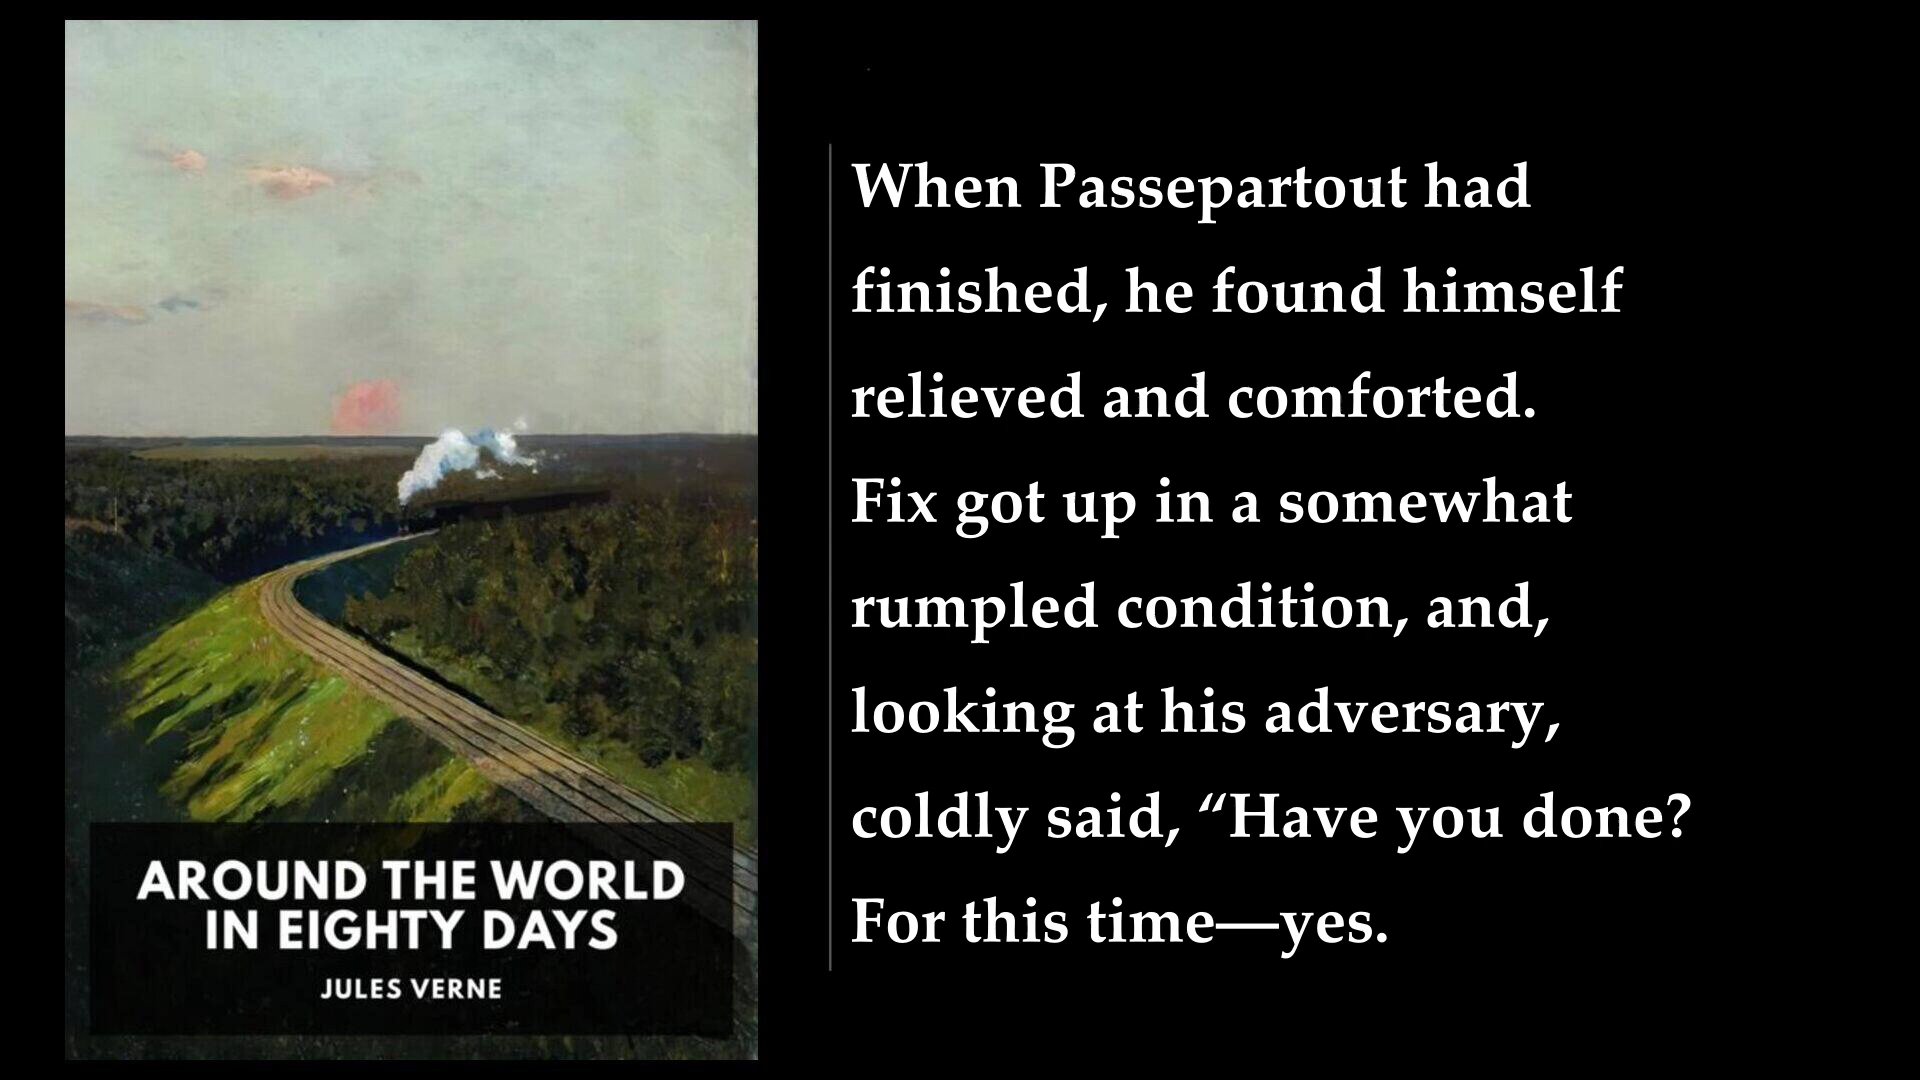 When Passepartout had
finished, he found himself
relieved and comforted.
Fix got up in a somewhat
rumpled condition, and,
looking at his adversary,
coldly said, “Have you done?
For this time—yes.
AROUND THE WORLD
IN EIGHTY DAYS
JULES VERNE